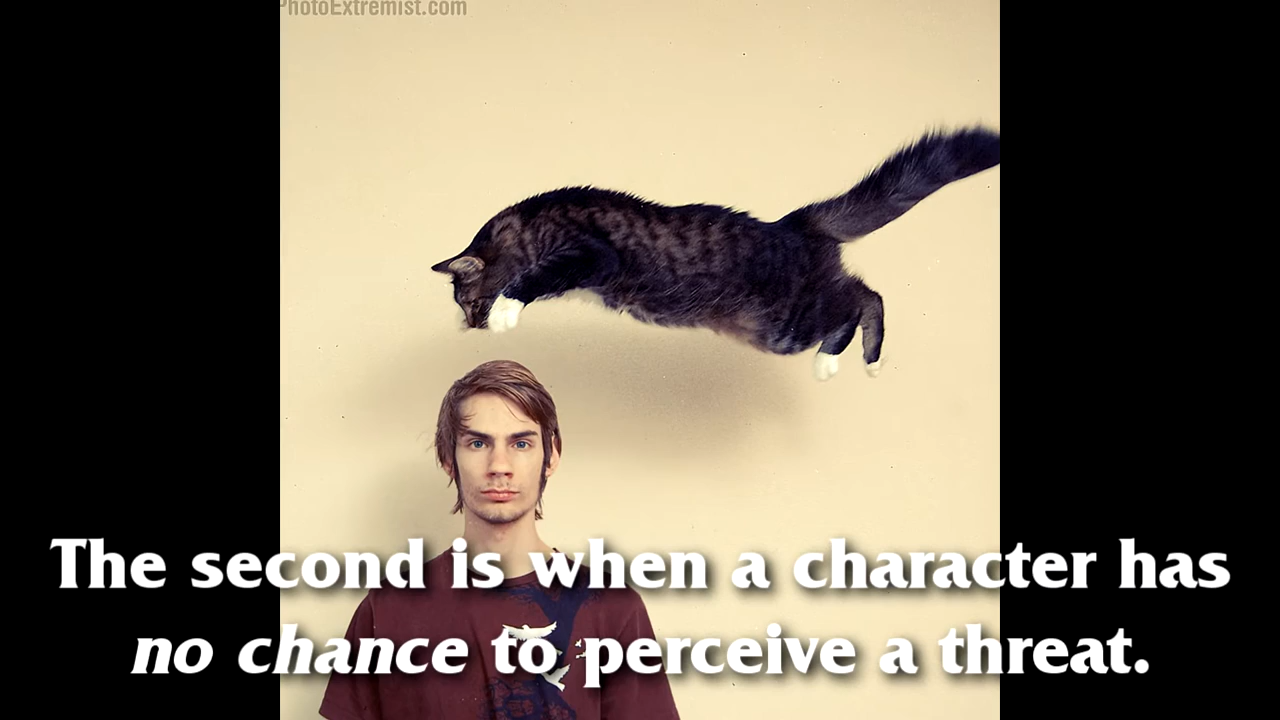 PhotoExtremist.com
The second is when a character has
no chance to perceive a threat.